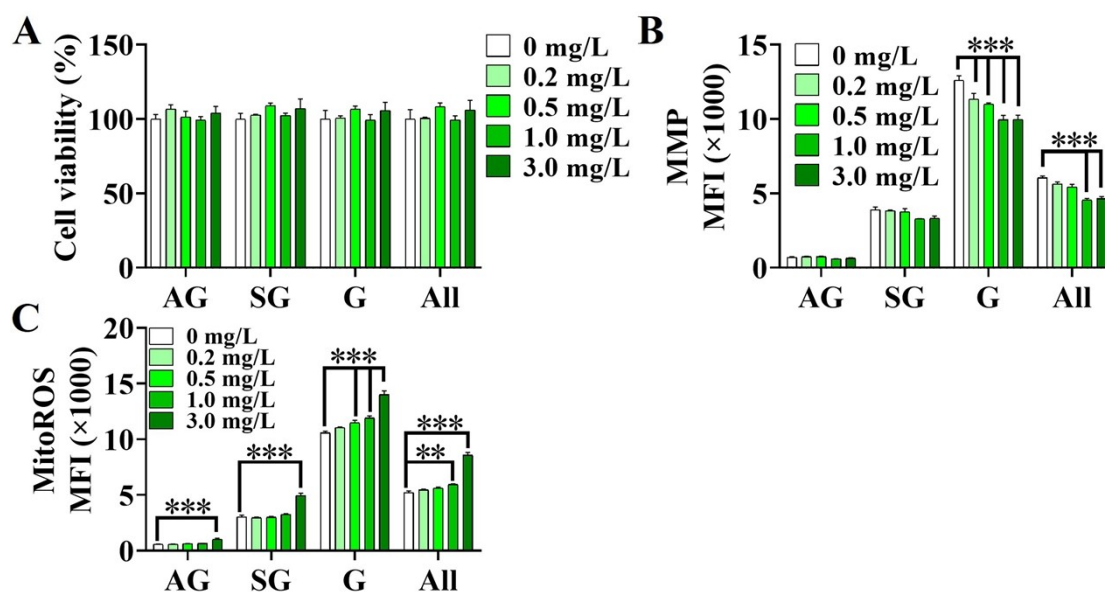 A
Cell viability (%)
150
100
50
0
AG SG G All
0 mg/L
0.2 mg/L
0.5 mg/L
1.0 mg/L
3.0 mg/L
B
MMP
MFI (×1000)
15
10
5
0
0 mg/L
0.2 mg/L
0.5 mg/L
1.0 mg/L
3.0 mg/L
***
***
AG SG G All
C
MitoROS
MFI (×1000)
20
15
10
5
0
0 mg/L
0.2 mg/L
0.5 mg/L
1.0 mg/L
3.0 mg/L
***
***
***
***
**
AG SG G All